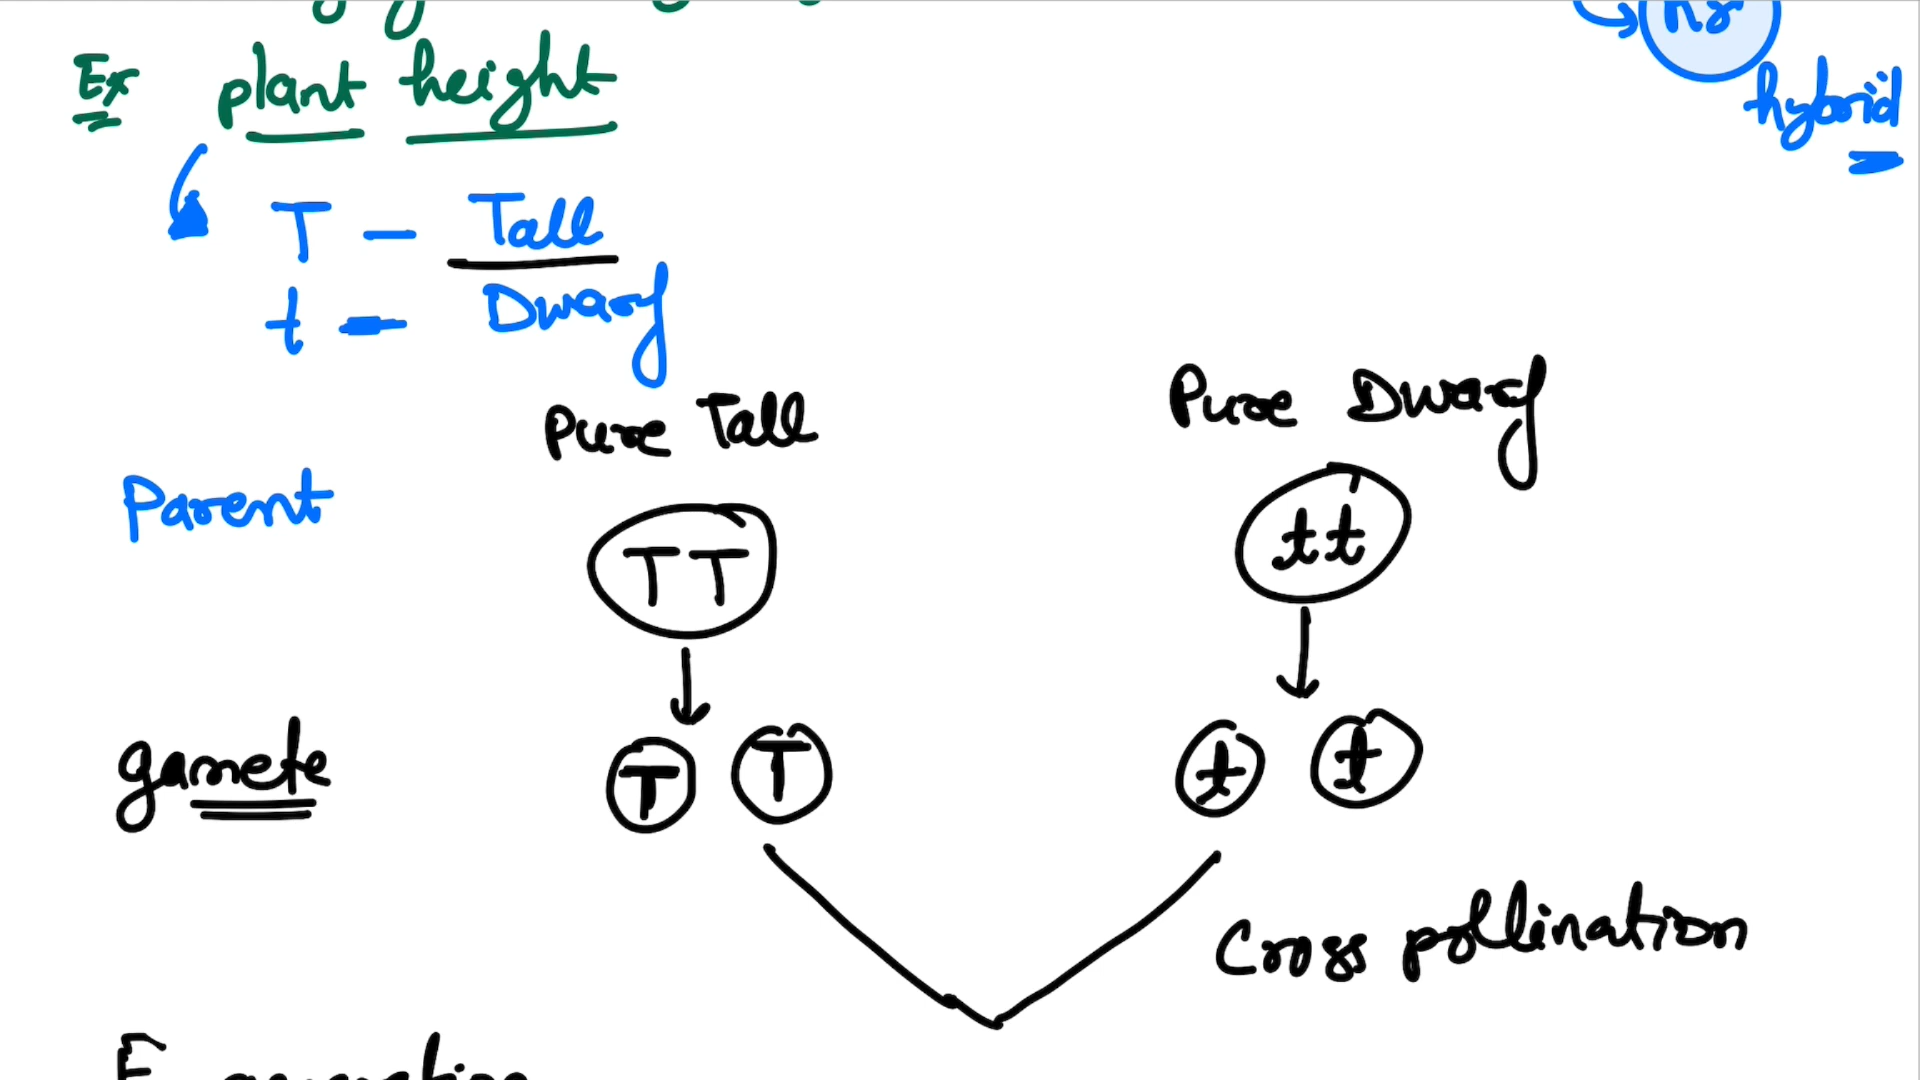 Ex plant height
hybrid
T - Tall
t - Dwarf
Pure Tall
Pure Dwarf
Parent
TT
tt
gamete
T T
t t
Cross pollination